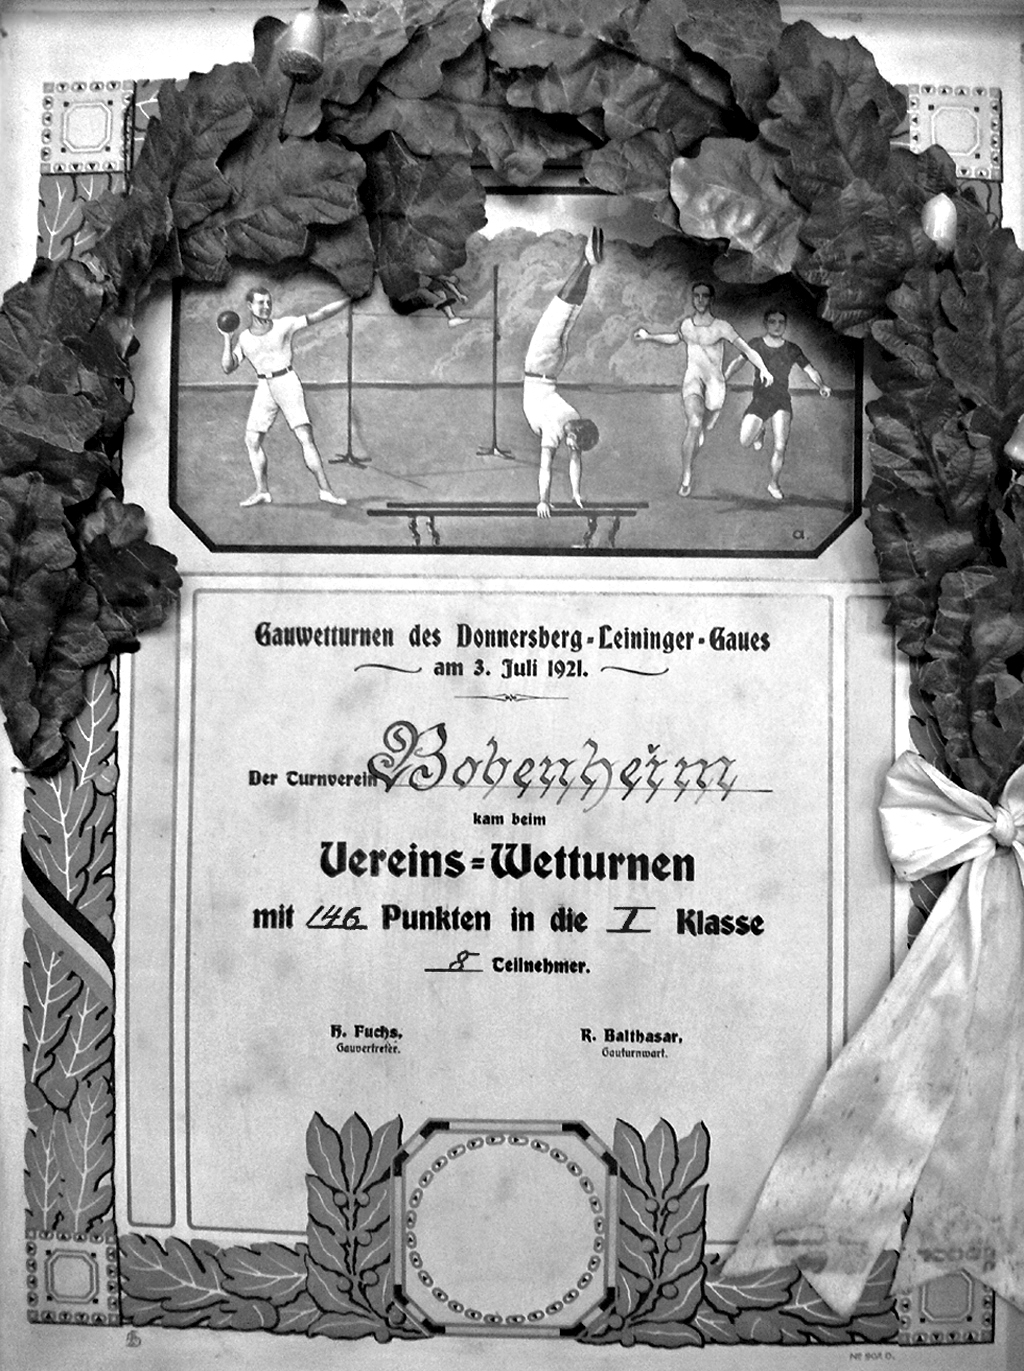 a.
Gauwetturnen des Donnersberg-Leininger-Gaues
am 3. Juli 1921.
Der Turnverein Bobenheim
kam beim
Vereins=Wetturnen
mit 146 Punkten in die I Klasse
8 Teilnehmer.
H. Fuchs,
Gauvertreter.
R. Balthasar,
Gauturnwart.